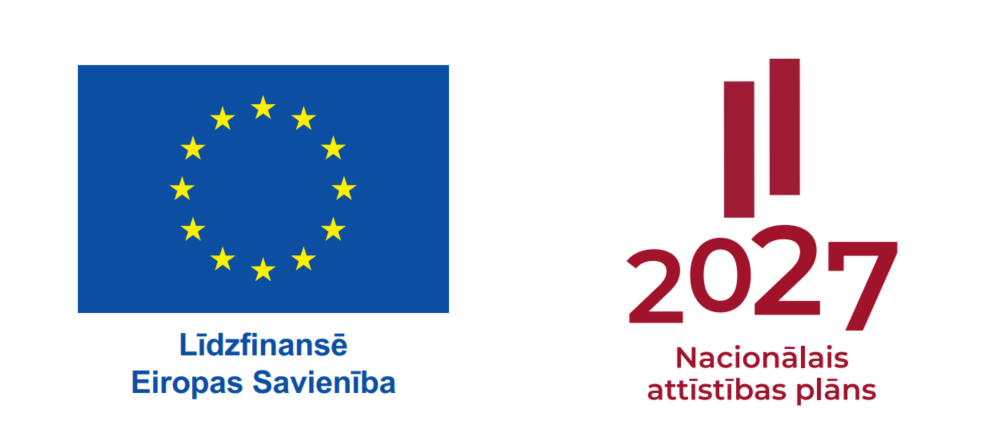 Līdzfinansē
Eiropas Savienība
2027
Nacionālais
attīstības plāns